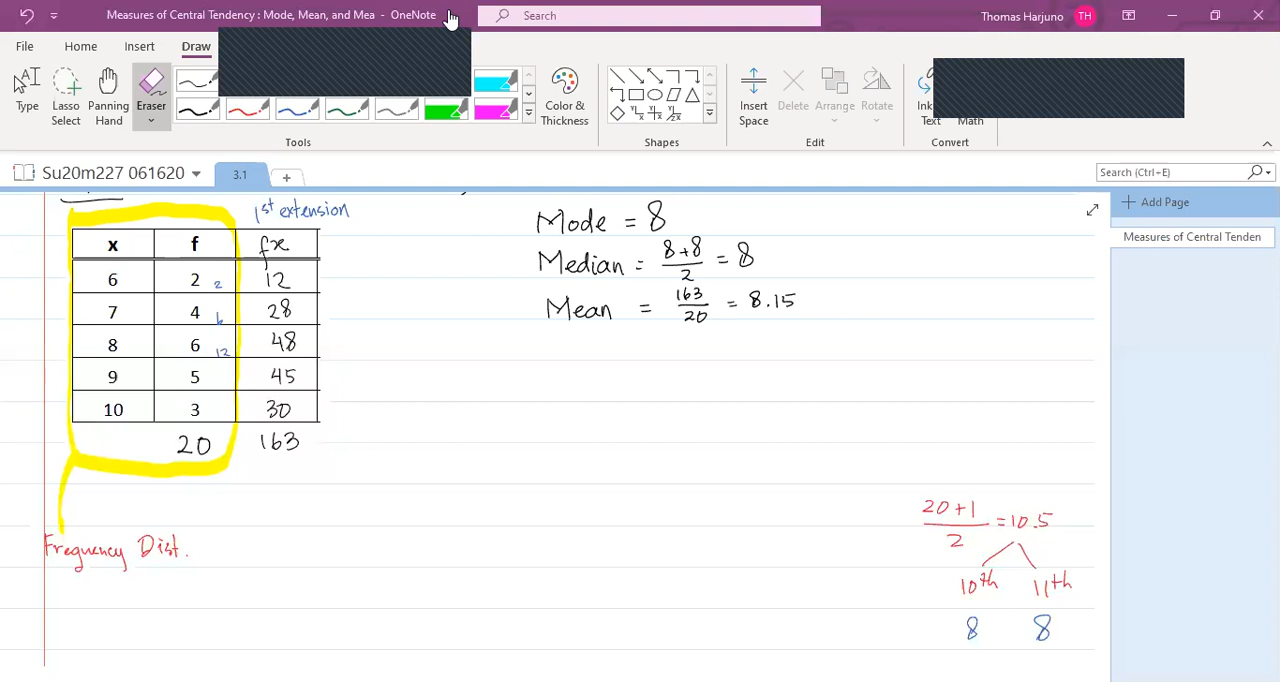 Measures of Central Tendency : Mode, Mean, and Mea - OneNote
Search
Thomas Harjuno TH
File Home Insert Draw
Type
Lasso Select
Panning Hand
Eraser
Color & Thickness
Insert Space
Delete
Arrange
Rotate
Ink Text
Math
Tools
Shapes
Edit
Convert
Su20m227 061620
3.1
Search (Ctrl+E)
Add Page
Measures of Central Tenden
1st extension
x f fx
6 2 2 12
7 4 6 28
8 6 12 48
9 5 45
10 3 30
20 163
Frequency Dist.
Mode = 8
Median = 8+8/2 = 8
Mean = 163/20 = 8.15
20+1/2 = 10.5
10th 11th
8 8